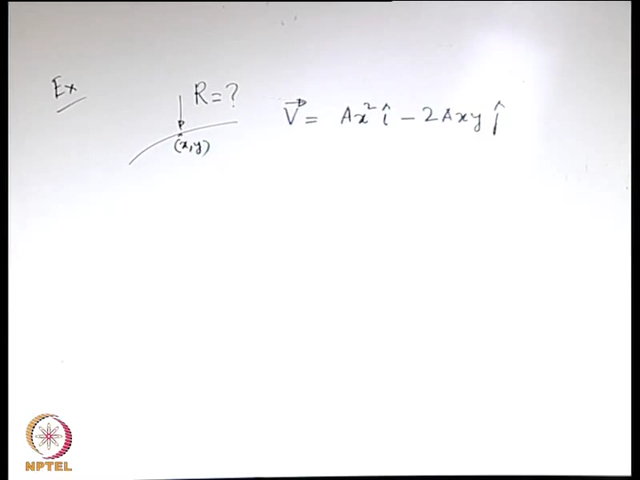 Ex
R=?
(x,y)
V⃗ = Ax² î − 2Axy ĵ
NPTEL